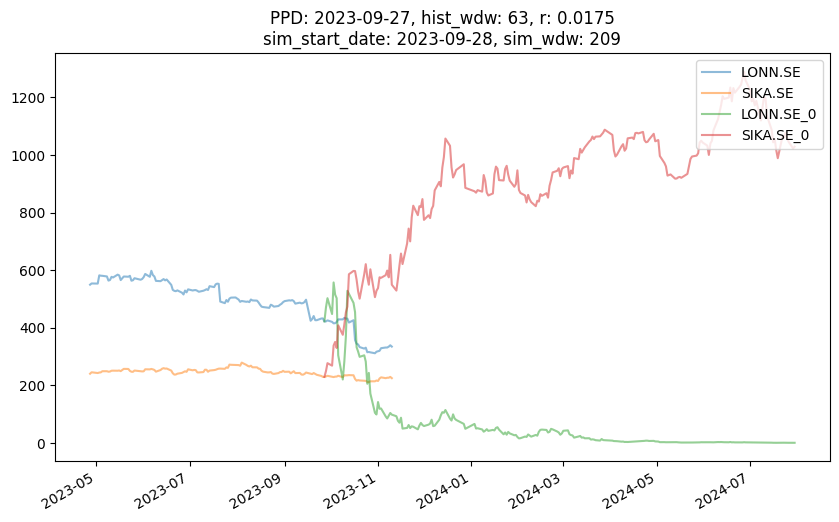 PPD: 2023-09-27, hist_wdw: 63, r: 0.0175
sim_start_date: 2023-09-28, sim_wdw: 209
LONN.SE
SIKA.SE
LONN.SE_0
SIKA.SE_0
1200
1000
800
600
400
200
0
2023-05
2023-07
2023-09
2023-11
2024-01
2024-03
2024-05
2024-07